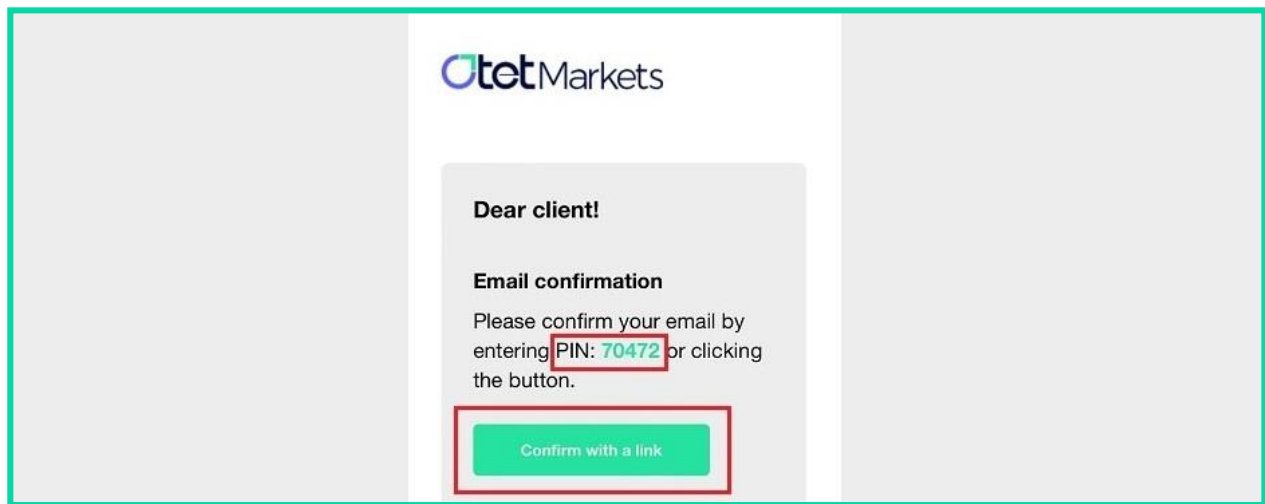 OtetMarkets
Dear client!
Email confirmation
Please confirm your email by
entering PIN: 70472 or clicking
the button.
Confirm with a link